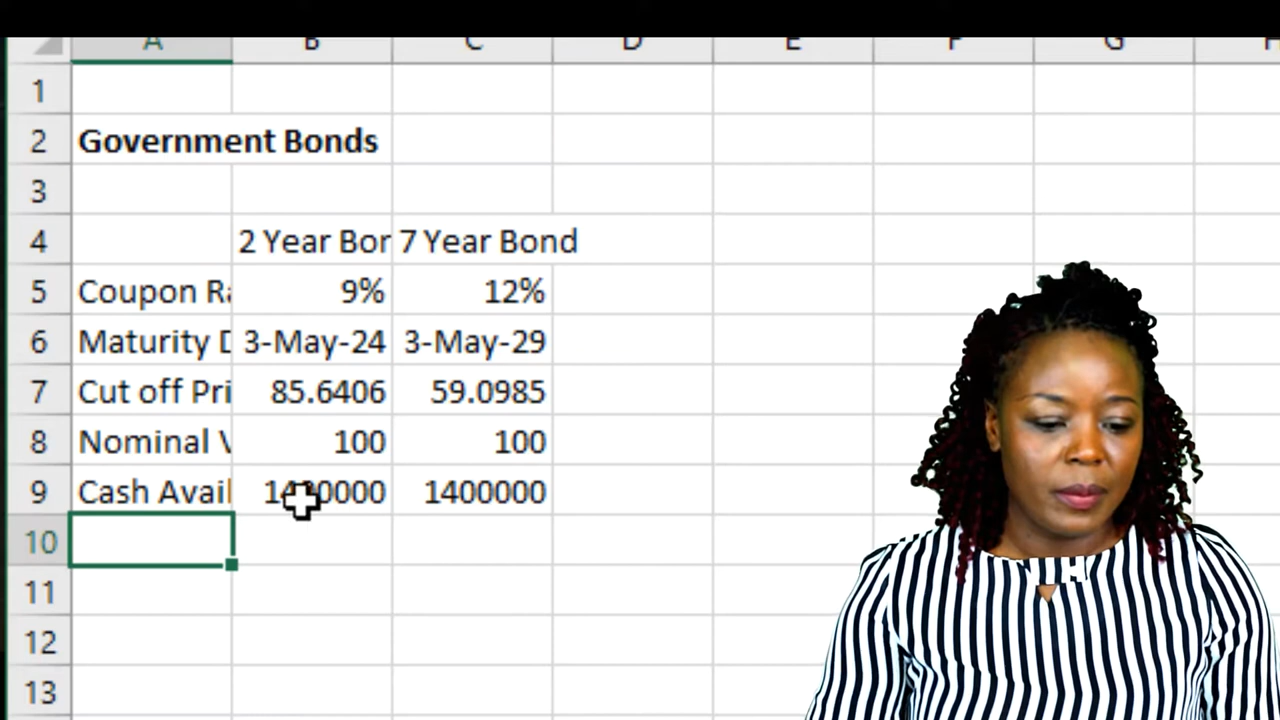 A B C D E F G H
1
2 Government Bonds
3
4 2 Year Bor 7 Year Bond
5 Coupon Ra 9% 12%
6 Maturity D 3-May-24 3-May-29
7 Cut off Pri 85.6406 59.0985
8 Nominal V 100 100
9 Cash Avail 1400000 1400000
10
11
12
13